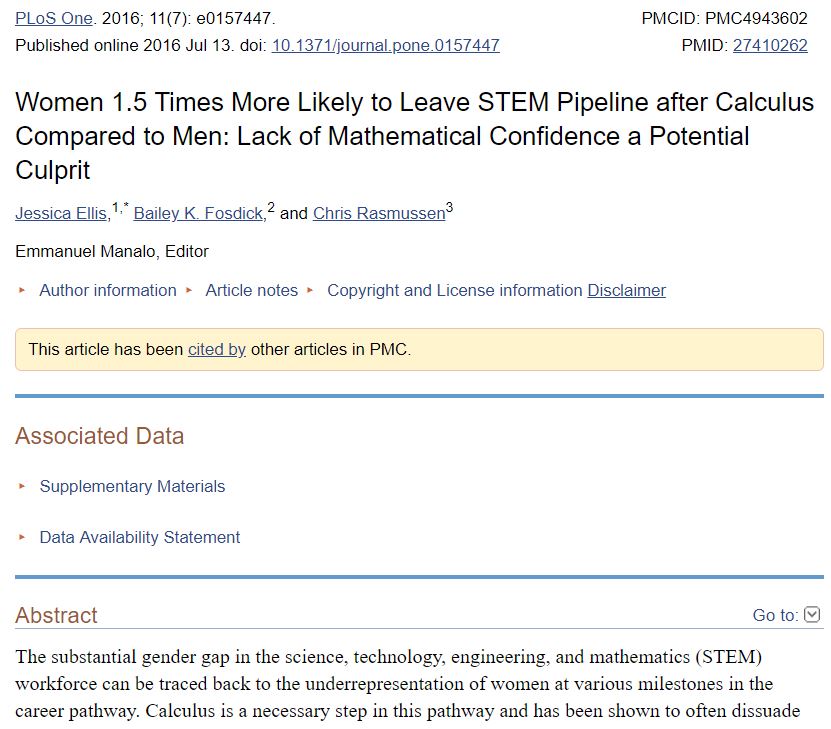 PLoS One. 2016; 11(7): e0157447.
PMCID: PMC4943602
Published online 2016 Jul 13. doi: 10.1371/journal.pone.0157447
PMID: 27410262
Women 1.5 Times More Likely to Leave STEM Pipeline after Calculus
Compared to Men: Lack of Mathematical Confidence a Potential
Culprit
Jessica Ellis,1,* Bailey K. Fosdick,2 and Chris Rasmussen3
Emmanuel Manalo, Editor
Author information Article notes Copyright and License information Disclaimer
This article has been cited by other articles in PMC.
Associated Data
Supplementary Materials
Data Availability Statement
Abstract
Go to:
The substantial gender gap in the science, technology, engineering, and mathematics (STEM)
workforce can be traced back to the underrepresentation of women at various milestones in the
career pathway. Calculus is a necessary step in this pathway and has been shown to often dissuade